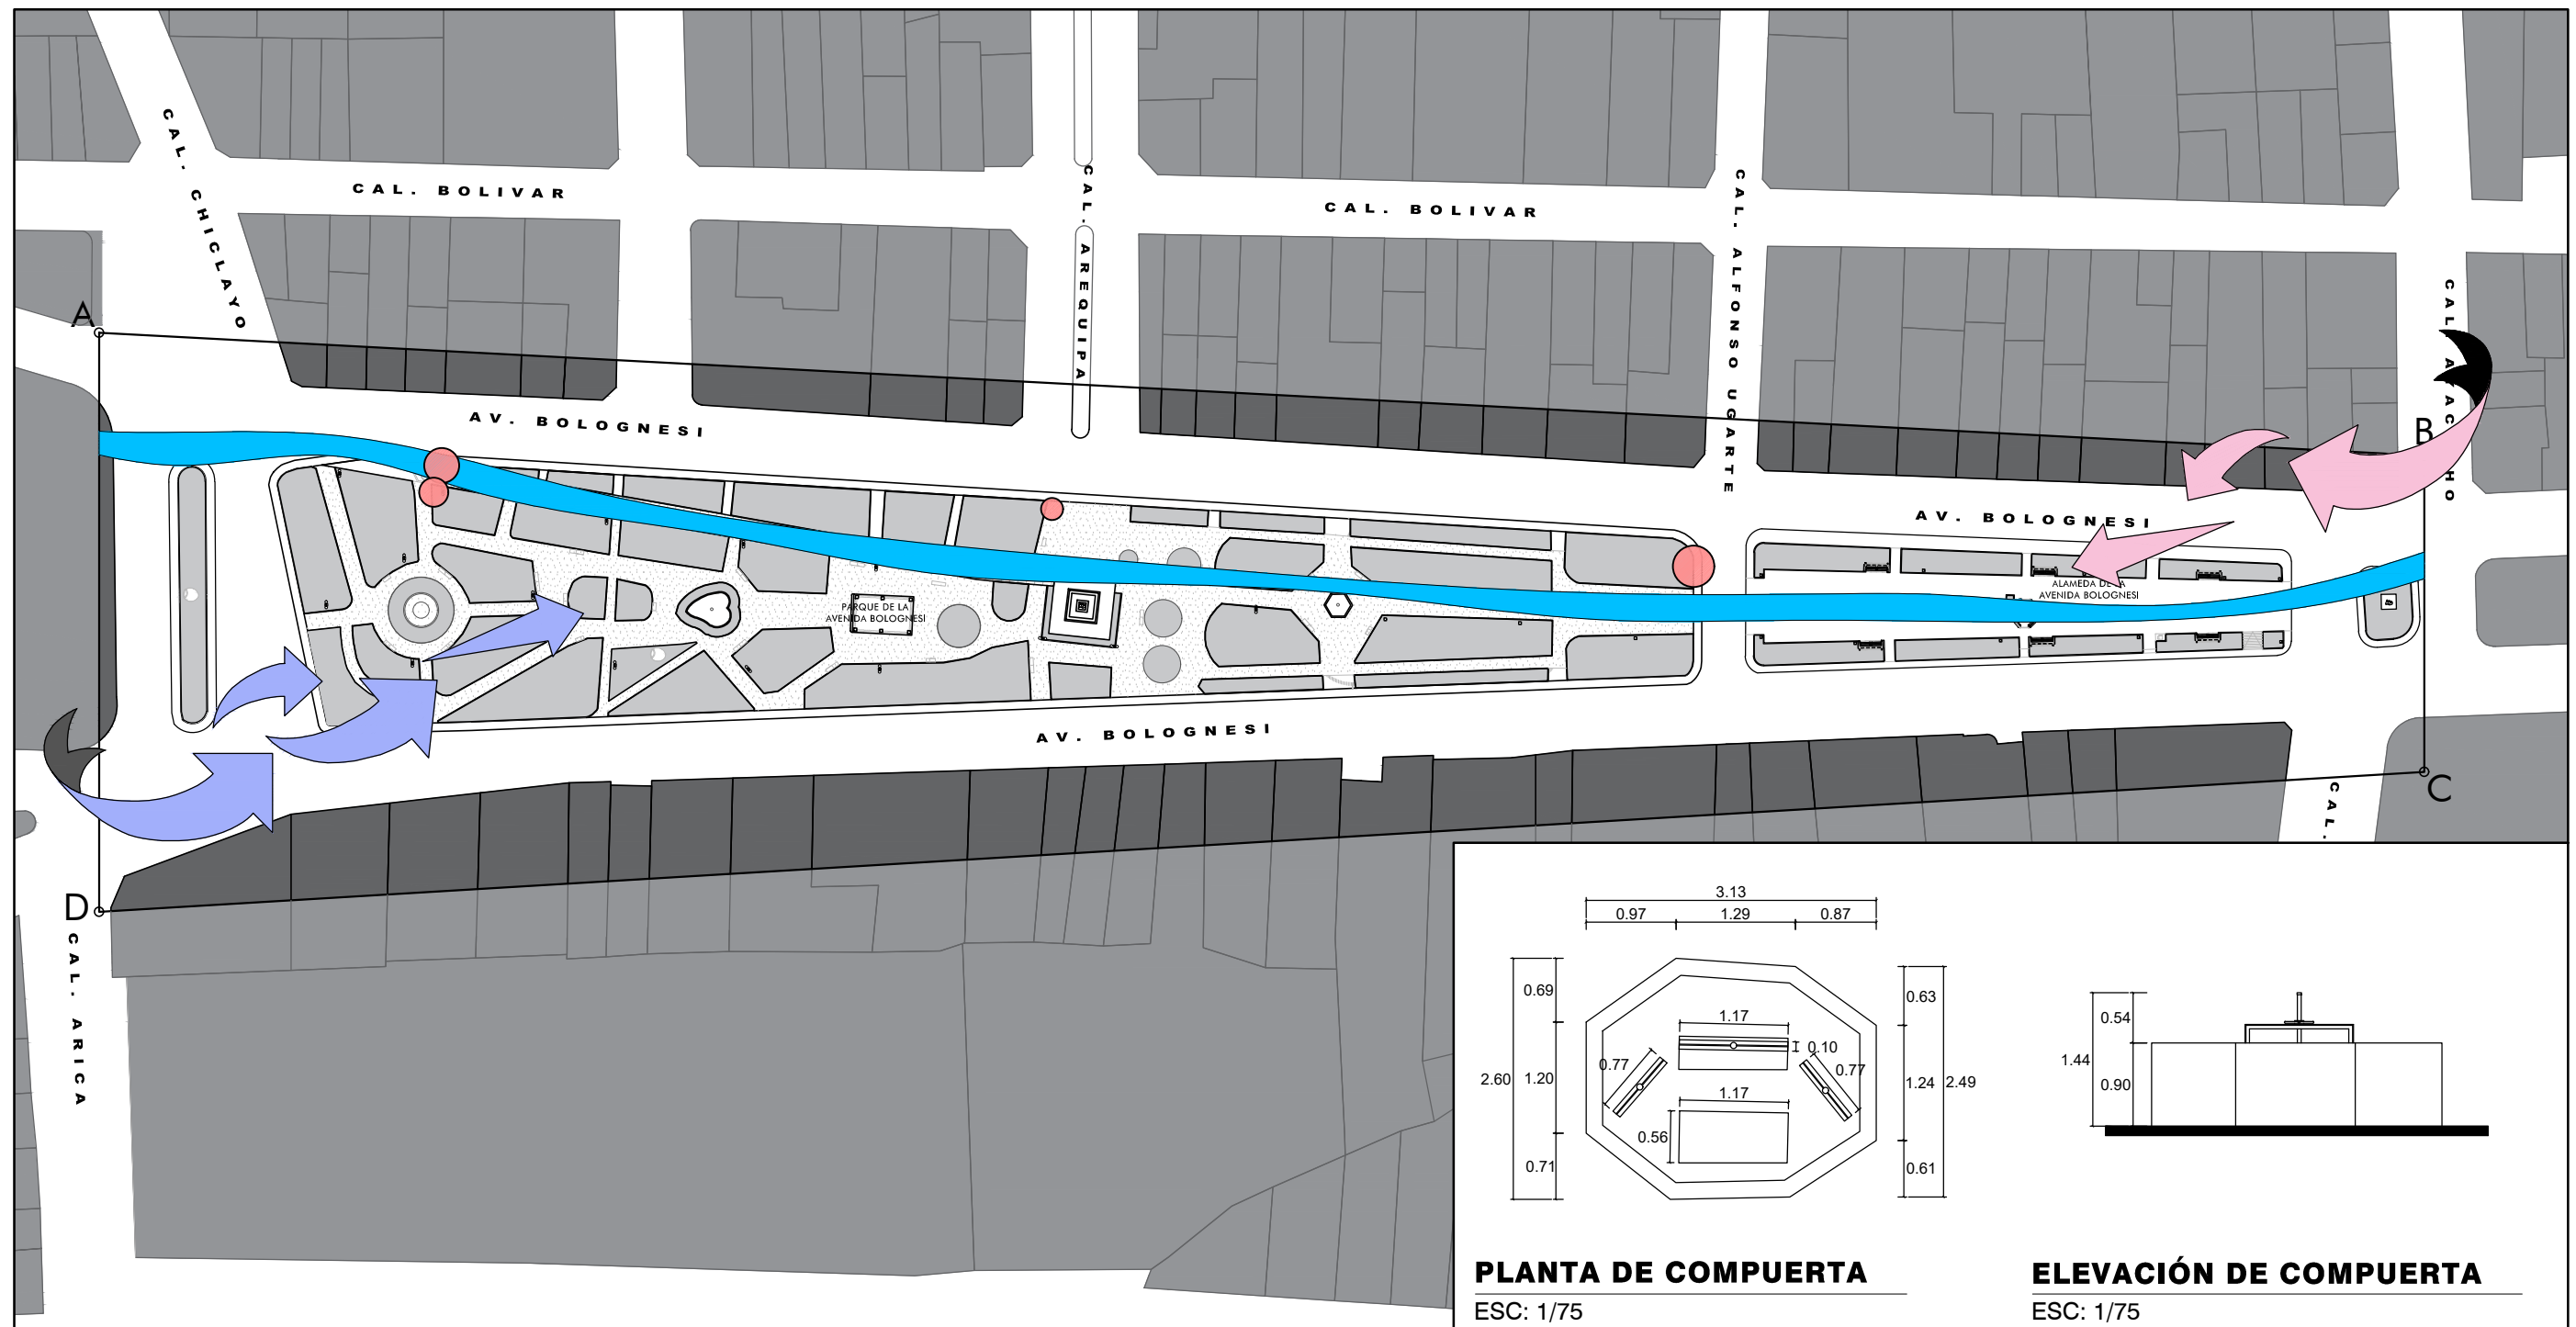 CAL. CHICLAYO
CAL. BOLIVAR
CAL. AREQUIPA
CAL. BOLIVAR
CAL. ALFONSO UGARTE
A
B
AV. BOLOGNESI
AV. BOLOGNESI
ALAMEDA DE LA
AVENIDA BOLOGNESI
PARQUE DE LA
AVENIDA BOLOGNESI
AV. BOLOGNESI
C
CAL.
D
CAL. ARICA
3.13
0.97 1.29 0.87
0.69
2.60 1.20
0.71
1.17
0.10
0.77
0.77
1.17
0.56
0.63
1.24 2.49
0.61
0.54
1.44
0.90
PLANTA DE COMPUERTA
ESC: 1/75
ELEVACIÓN DE COMPUERTA
ESC: 1/75